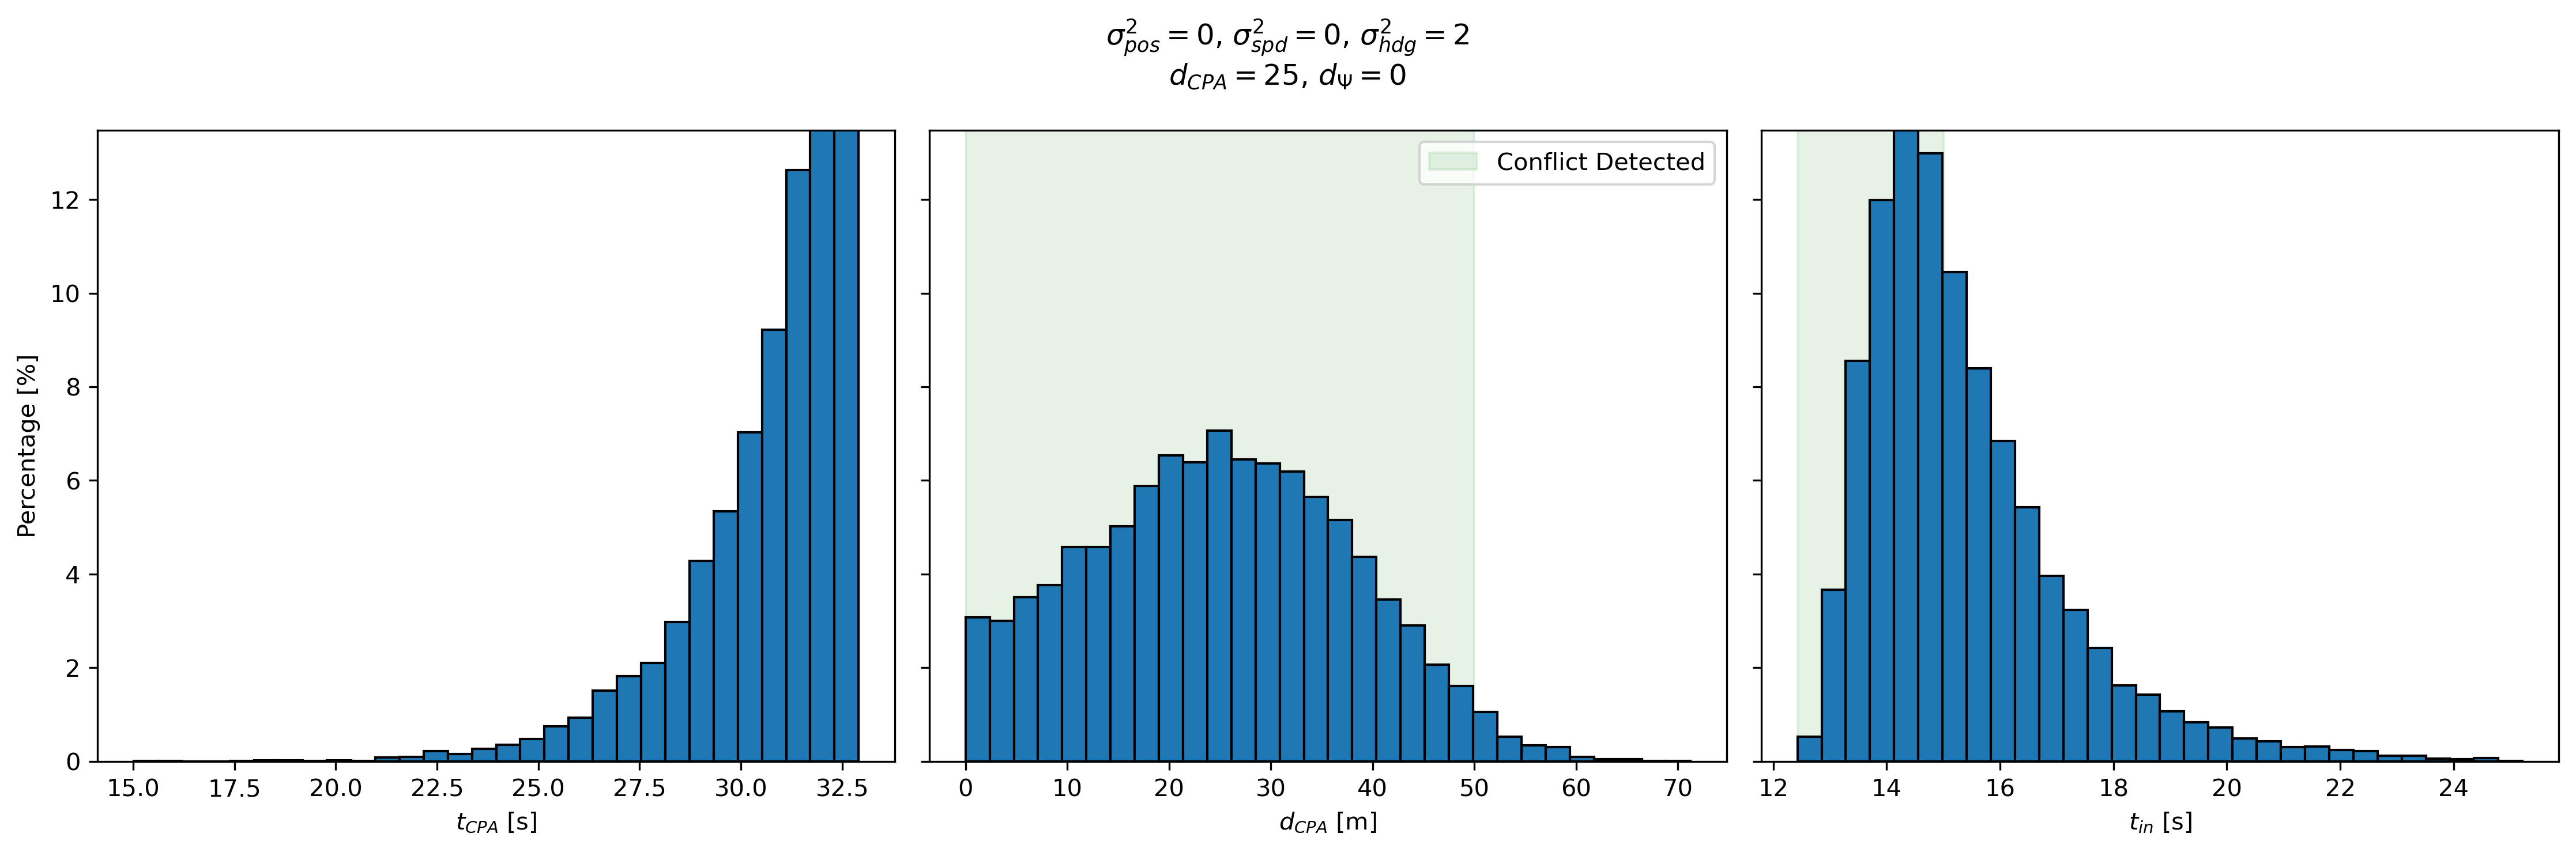 σ²pos = 0, σ²spd = 0, σ²hdg = 2
dCPA = 25, dψ = 0
Percentage [%]
12
10
8
6
4
2
0
15.0 17.5 20.0 22.5 25.0 27.5 30.0 32.5
tCPA [s]
Conflict Detected
0 10 20 30 40 50 60 70
dCPA [m]
12 14 16 18 20 22 24
tin [s]